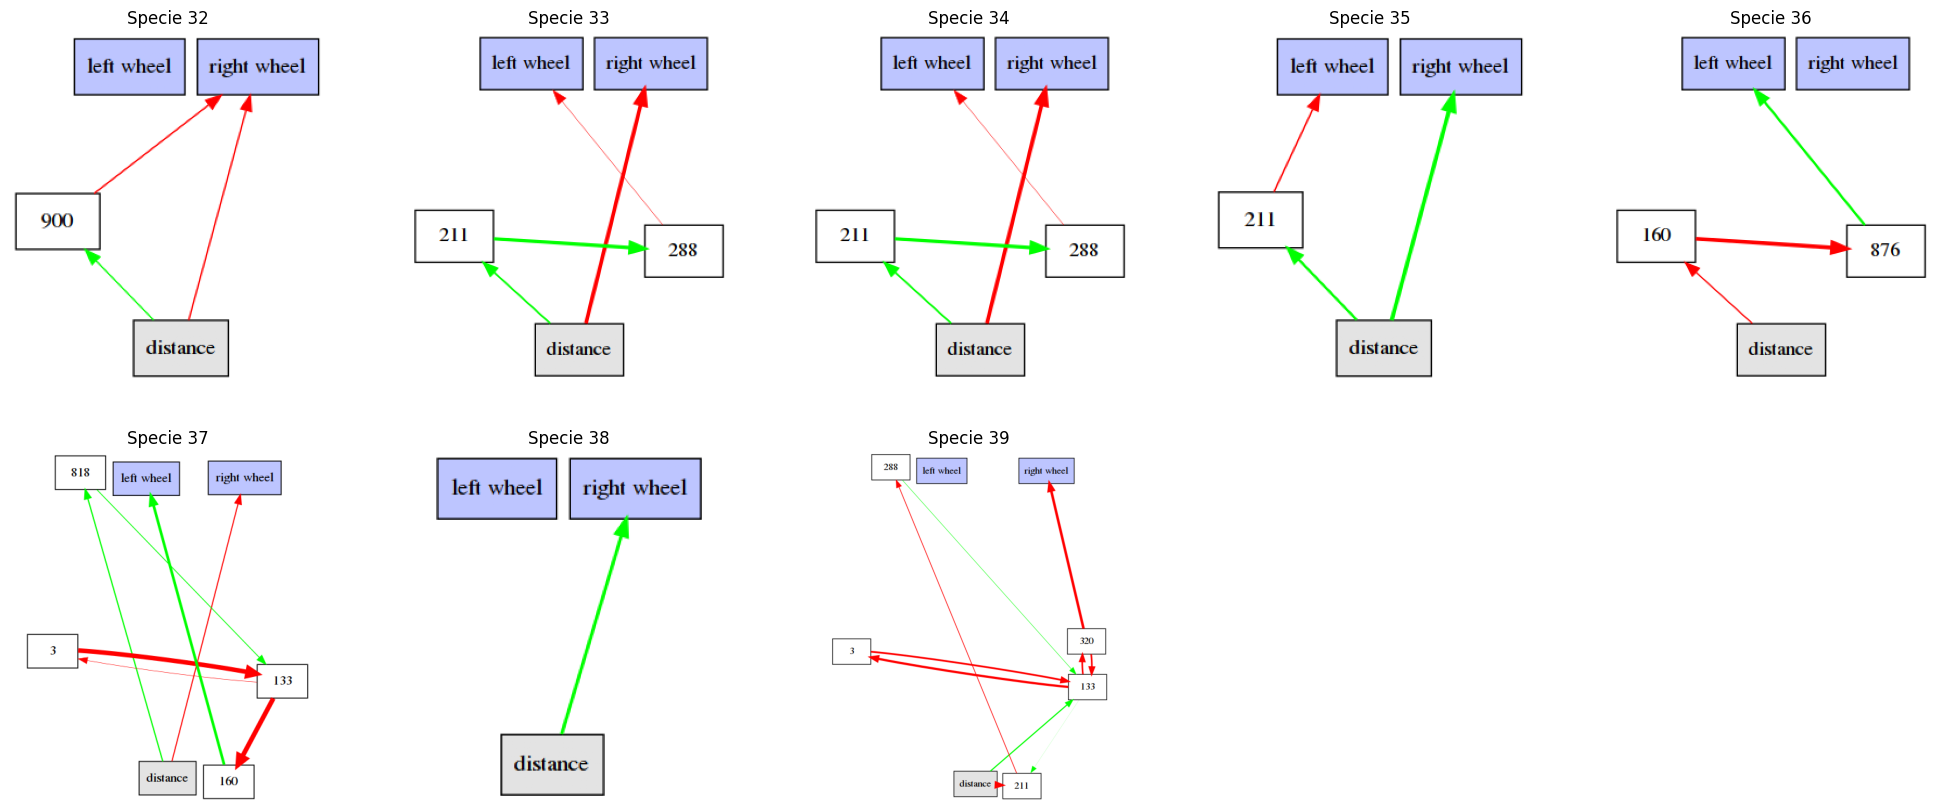 Specie 32
left wheel
right wheel
900
distance
Specie 33
left wheel
right wheel
211
288
distance
Specie 34
left wheel
right wheel
211
288
distance
Specie 35
left wheel
right wheel
211
distance
Specie 36
left wheel
right wheel
160
876
distance
Specie 37
818
left wheel
right wheel
3
133
distance
160
Specie 38
left wheel
right wheel
distance
Specie 39
288
left wheel
right wheel
320
3
133
distance
211